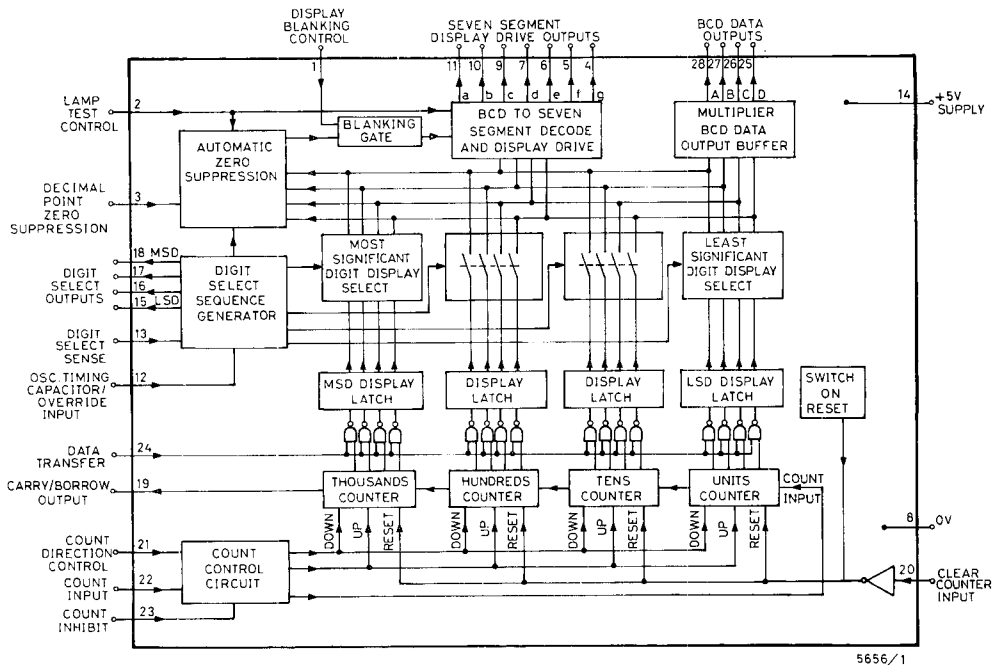 DISPLAY
BLANKING
CONTROL
SEVEN SEGMENT
DISPLAY DRIVE OUTPUTS
BCD DATA
OUTPUTS
1
11 10 9 7 6 5 4
28 27 26 25
a b c d e f g
A B C D
LAMP
TEST
CONTROL
2
BLANKING
GATE
BCD TO SEVEN
SEGMENT DECODE
AND DISPLAY DRIVE
MULTIPLIER
BCD DATA
OUTPUT BUFFER
14
+5V
SUPPLY
AUTOMATIC
ZERO
SUPPRESSION
DECIMAL
POINT
ZERO
SUPPRESSION
3
MOST
SIGNIFICANT
DIGIT DISPLAY
SELECT
LEAST
SIGNIFICANT
DIGIT DISPLAY
SELECT
DIGIT
SELECT
OUTPUTS
18 MSD
17
16
15 LSD
DIGIT
SELECT
SEQUENCE
GENERATOR
DIGIT
SELECT
SENSE
13
OSC. TIMING
CAPACITOR/
OVERRIDE
INPUT
12
MSD DISPLAY
LATCH
DISPLAY
LATCH
DISPLAY
LATCH
LSD DISPLAY
LATCH
SWITCH
ON
RESET
DATA
TRANSFER
24
CARRY/BORROW
OUTPUT
19
THOUSANDS
COUNTER
HUNDREDS
COUNTER
TENS
COUNTER
UNITS
COUNTER
COUNT
INPUT
DOWN
UP
RESET
DOWN
UP
RESET
DOWN
UP
RESET
DOWN
UP
RESET
8
0V
COUNT
DIRECTION
CONTROL
21
COUNT
INPUT
22
COUNT
INHIBIT
23
COUNT
CONTROL
CIRCUIT
20
CLEAR
COUNTER
INPUT
5656/1